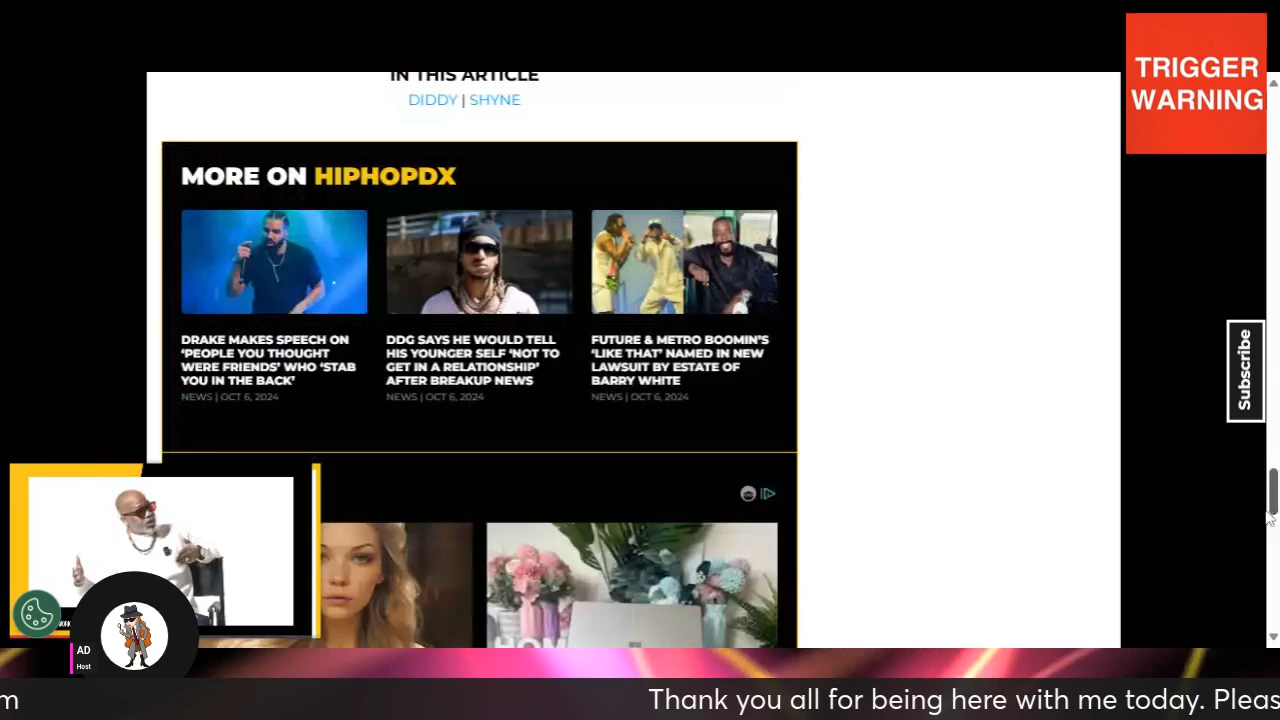 TRIGGER
WARNING
IN THIS ARTICLE
DIDDY | SHYNE
MORE ON HIPHOPDX
DRAKE MAKES SPEECH ON
‘PEOPLE YOU THOUGHT
WERE FRIENDS’ WHO ‘STAB
YOU IN THE BACK’
NEWS | OCT 6, 2024
DDG SAYS HE WOULD TELL
HIS YOUNGER SELF ‘NOT TO
GET IN A RELATIONSHIP’
AFTER BREAKUP NEWS
NEWS | OCT 6, 2024
FUTURE & METRO BOOMIN’S
‘LIKE THAT’ NAMED IN NEW
LAWSUIT BY ESTATE OF
BARRY WHITE
NEWS | OCT 6, 2024
Subscribe
AD
Host
m
Thank you all for being here with me today. Pleas